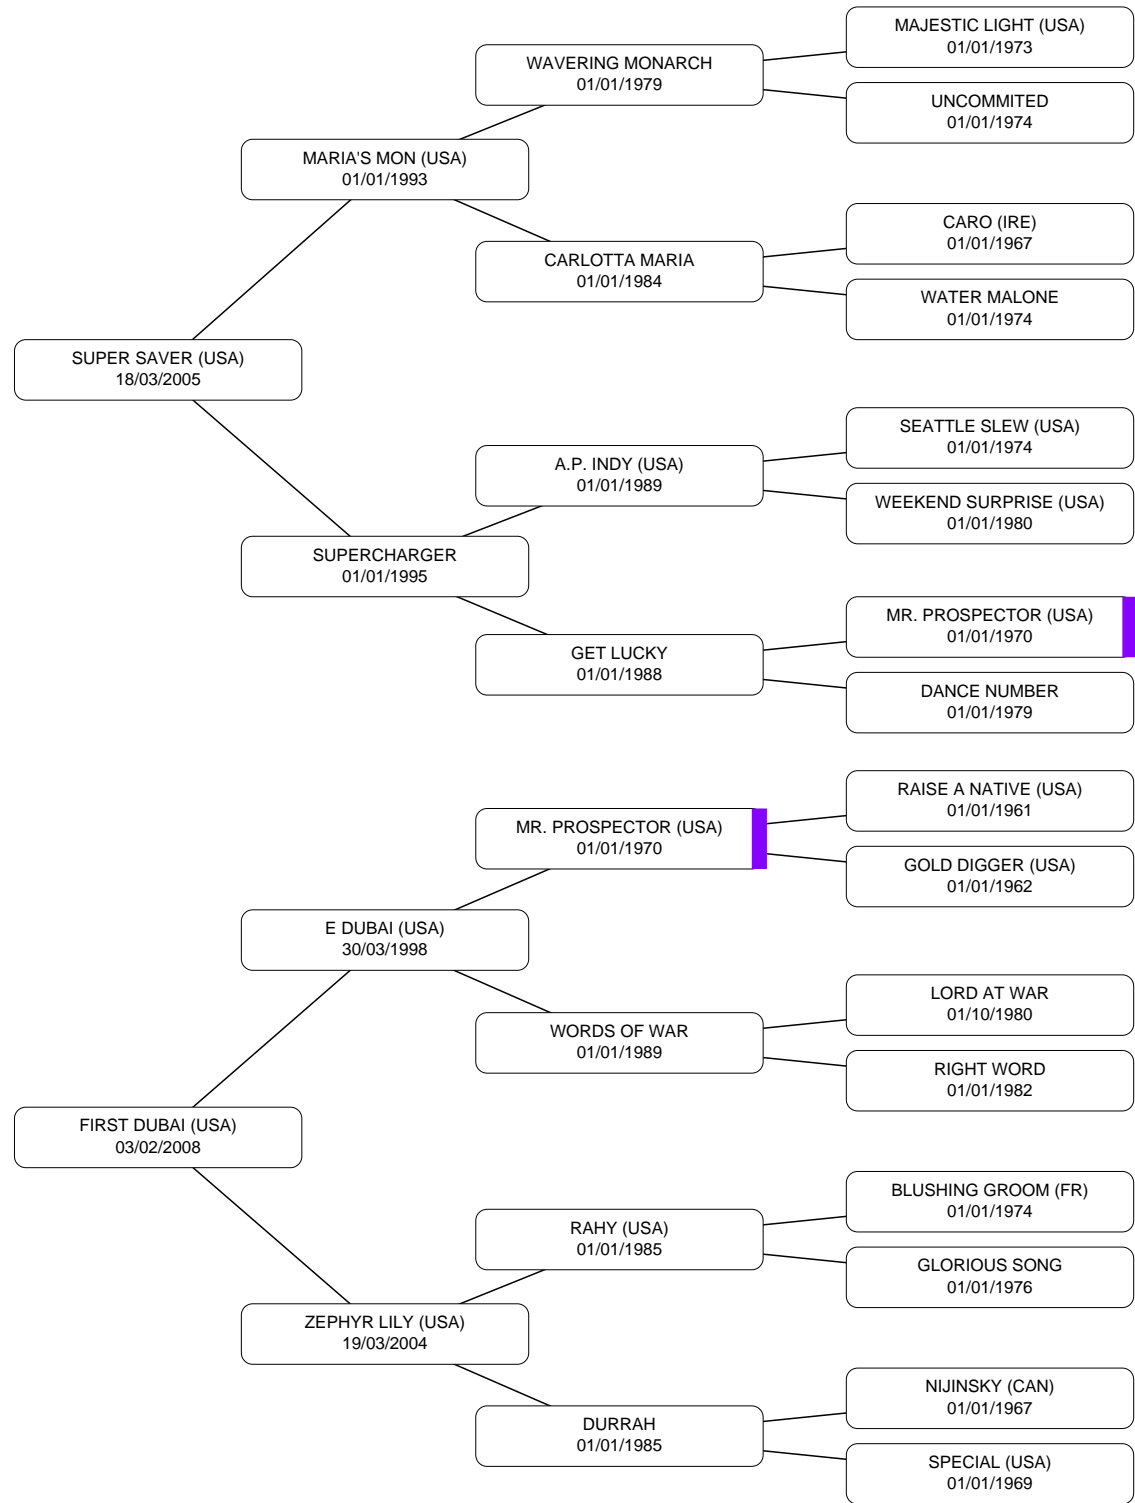 MAJESTIC LIGHT (USA)
01/01/1973
WAVERING MONARCH
01/01/1979
UNCOMMITED
01/01/1974
MARIA'S MON (USA)
01/01/1993
CARO (IRE)
01/01/1967
CARLOTTA MARIA
01/01/1984
WATER MALONE
01/01/1974
SUPER SAVER (USA)
18/03/2005
SEATTLE SLEW (USA)
01/01/1974
A.P. INDY (USA)
01/01/1989
WEEKEND SURPRISE (USA)
01/01/1980
SUPERCHARGER
01/01/1995
MR. PROSPECTOR (USA)
01/01/1970
GET LUCKY
01/01/1988
DANCE NUMBER
01/01/1979
RAISE A NATIVE (USA)
01/01/1961
MR. PROSPECTOR (USA)
01/01/1970
GOLD DIGGER (USA)
01/01/1962
E DUBAI (USA)
30/03/1998
LORD AT WAR
01/10/1980
WORDS OF WAR
01/01/1989
RIGHT WORD
01/01/1982
FIRST DUBAI (USA)
03/02/2008
BLUSHING GROOM (FR)
01/01/1974
RAHY (USA)
01/01/1985
GLORIOUS SONG
01/01/1976
ZEPHYR LILY (USA)
19/03/2004
NIJINSKY (CAN)
01/01/1967
DURRAH
01/01/1985
SPECIAL (USA)
01/01/1969